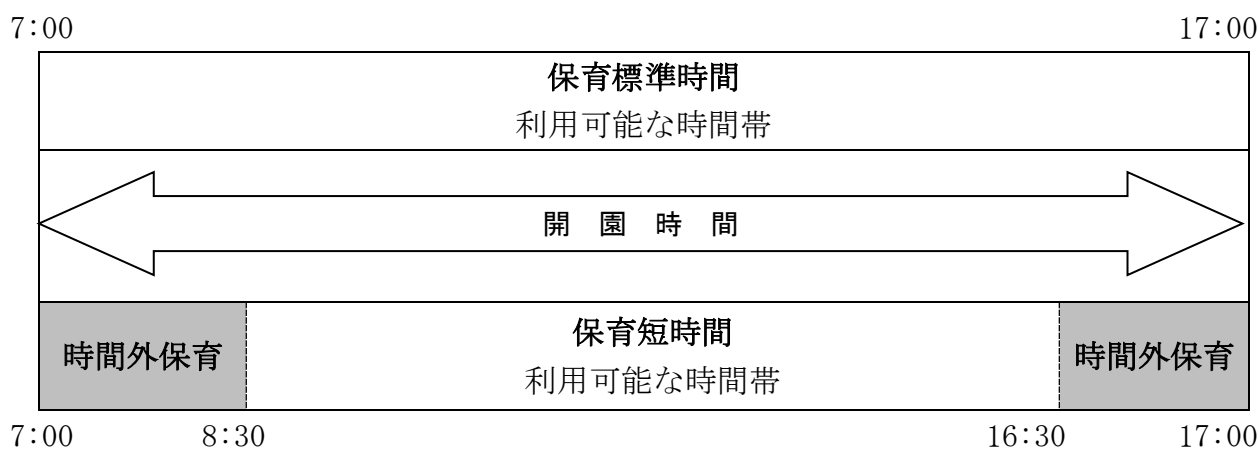 7:00 17:00
保育標準時間
利用可能な時間帯
開 園 時 間
時間外保育
保育短時間
利用可能な時間帯
時間外保育
7:00 8:30 16:30 17:00